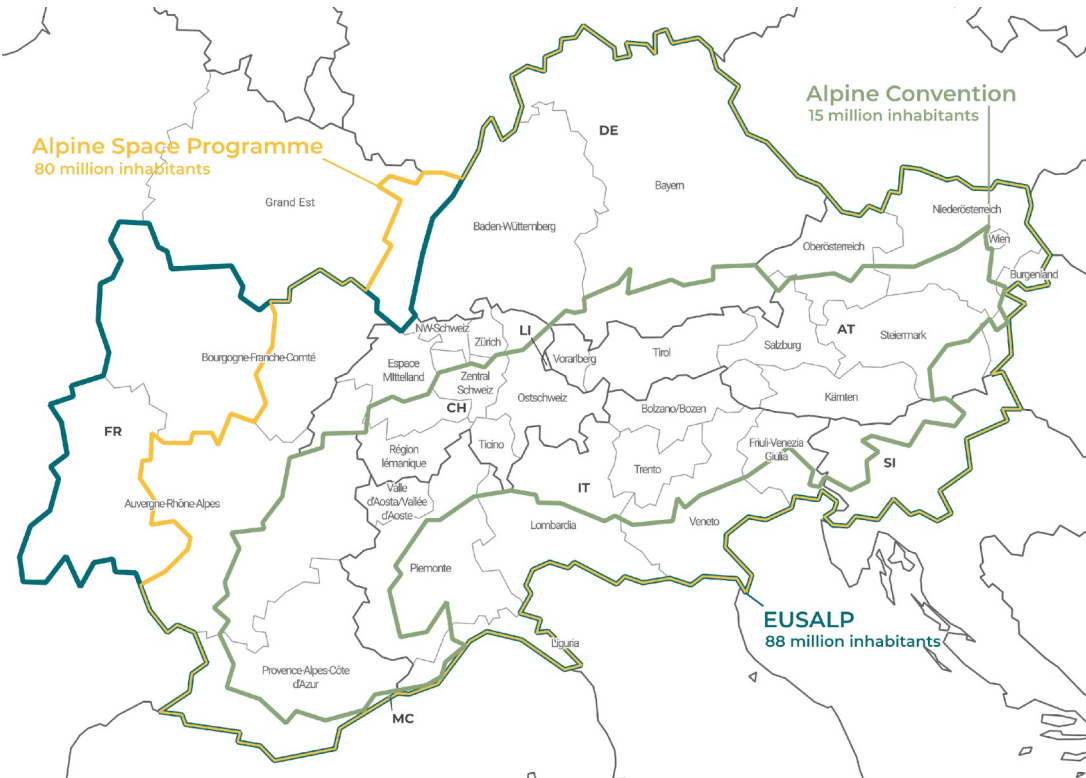 Alpine Convention
15 million inhabitants
Alpine Space Programme
80 million inhabitants
DE
Bayern
Grand Est
Baden-Wüttemberg
Niederösterreich
Wien
Oberösterreich
Burgenland
NW-Schweiz
Zürich
LI
AT
Steiermark
Bourgogne-Franche-Comté
Espace
MIttelland
Vorarlberg
Tirol
Salzburg
Zentral
Schweiz
Ostschweiz
Kärnten
CH
Bolzano/Bozen
FR
Région
lémanique
Ticino
Friuli-Venezia
Giulia
SI
Trento
IT
Valle
d'Aosta/Vallée
d'Aoste
Auvergne-Rhône-Alpes
Lombardia
Veneto
Piemonte
EUSALP
88 million inhabitants
Liguria
Provence-Alpes-Côte
d'Azur
MC